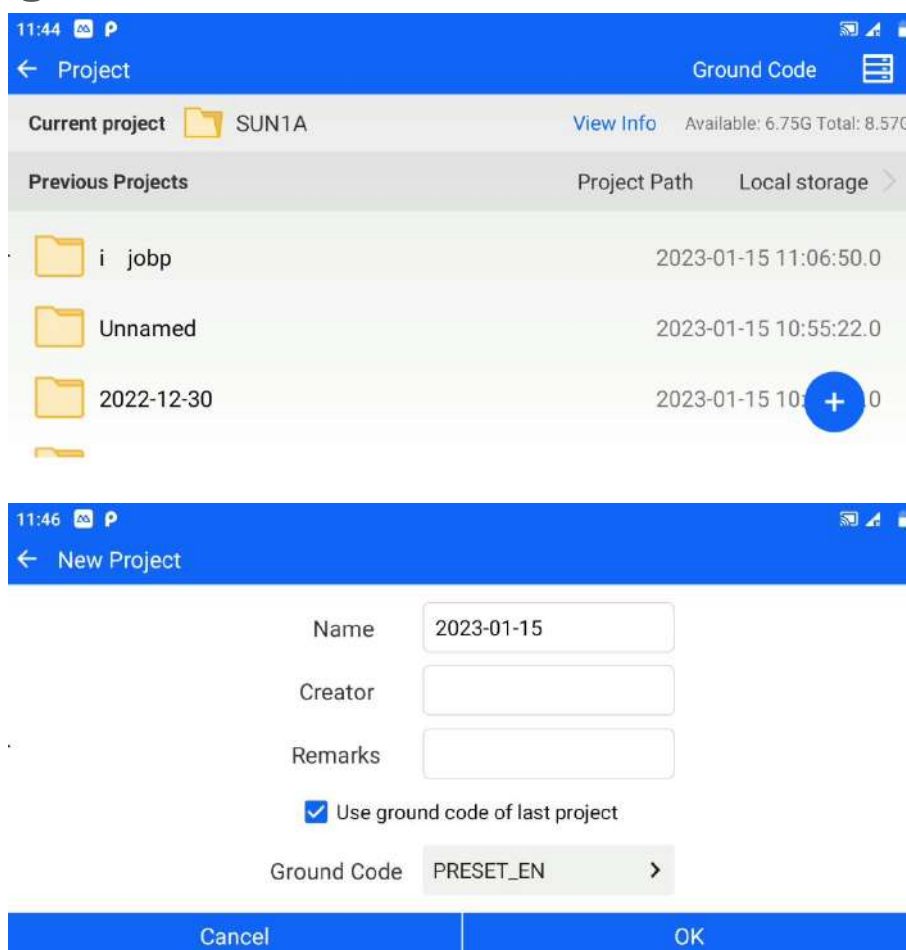 11:44 P
← Project Ground Code
Current project SUN1A View Info Available: 6.75G Total: 8.57G
Previous Projects Project Path Local storage >
i jobp 2023-01-15 11:06:50.0
Unnamed 2023-01-15 10:55:22.0
2022-12-30 2023-01-15 10: + .0
11:46 P
← New Project
Name 2023-01-15
Creator
Remarks
Use ground code of last project
Ground Code PRESET_EN >
Cancel OK